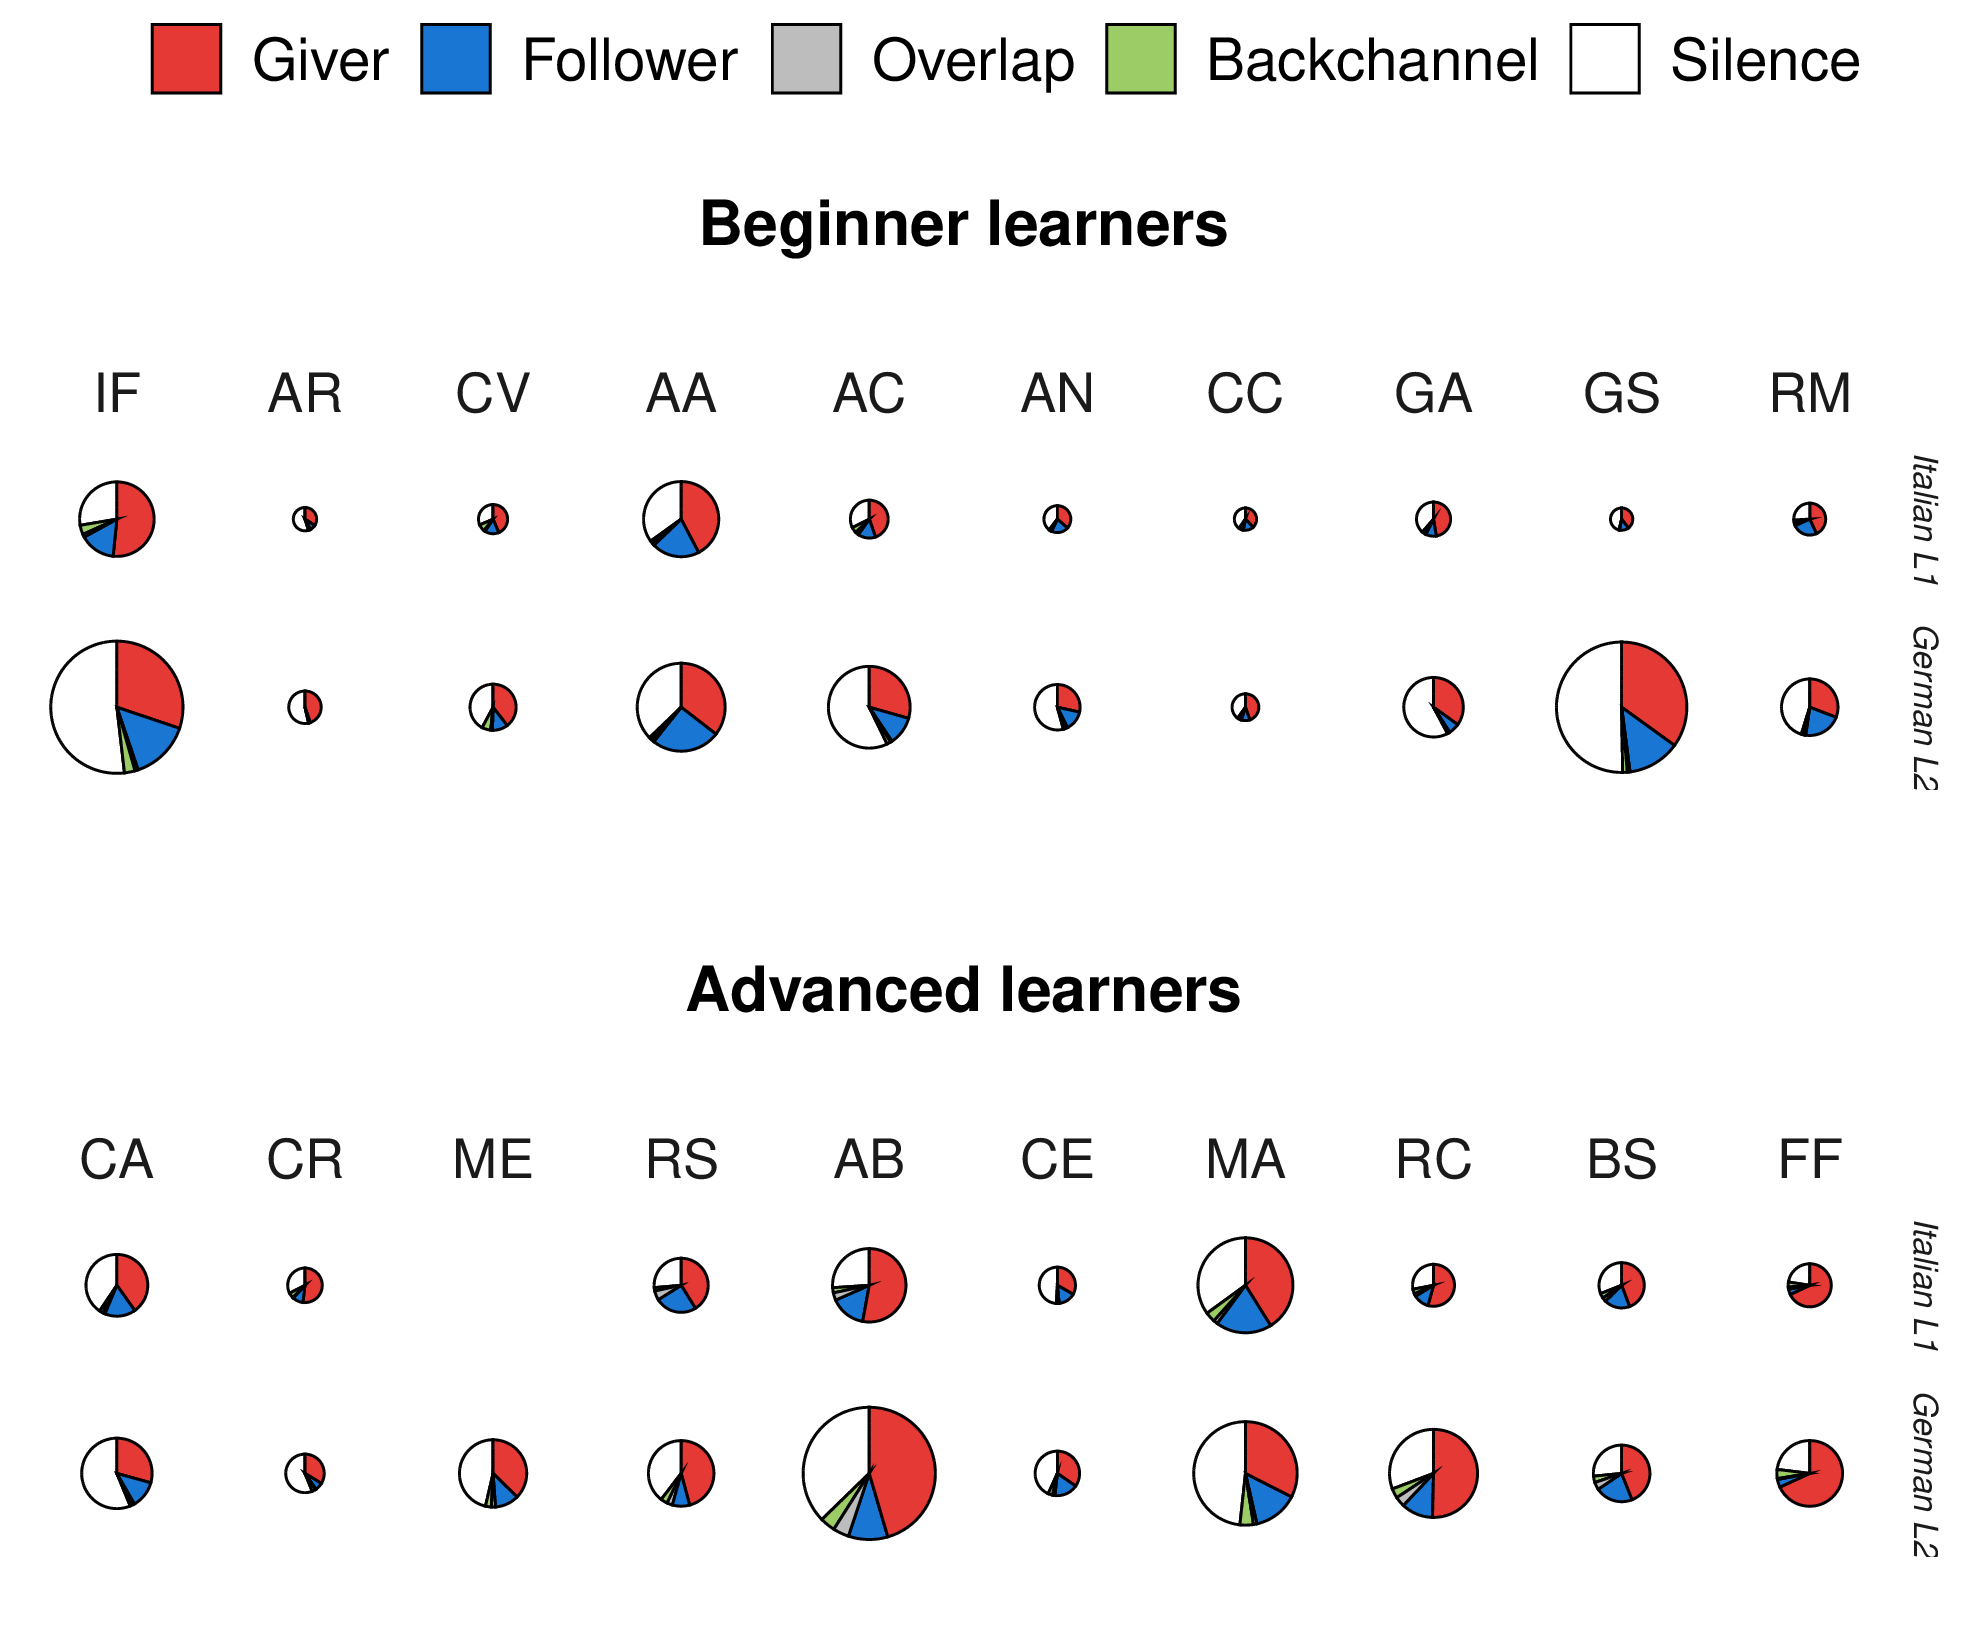 Giver Follower Overlap Backchannel Silence
Beginner learners
IF AR CV AA AC AN CC GA GS RM
Italian L1
German L2
Advanced learners
CA CR ME RS AB CE MA RC BS FF
Italian L1
German L2